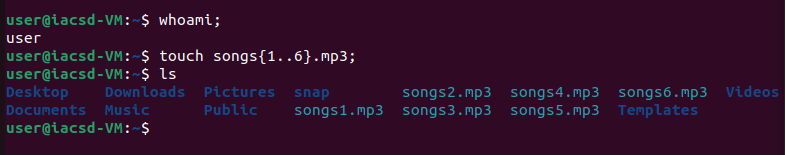 user@iacsd-VM:~$ whoami;
user
user@iacsd-VM:~$ touch songs{1..6}.mp3;
user@iacsd-VM:~$ ls
Desktop    Downloads  Pictures  snap        songs2.mp3  songs4.mp3  songs6.mp3  Videos
Documents  Music      Public    songs1.mp3  songs3.mp3  songs5.mp3  Templates
user@iacsd-VM:~$